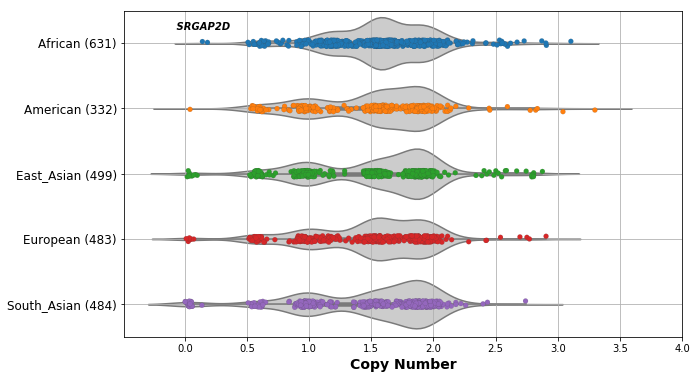 SRGAP2D
African (631)
American (332)
East_Asian (499)
European (483)
South_Asian (484)
0.0 0.5 1.0 1.5 2.0 2.5 3.0 3.5 4.0
Copy Number